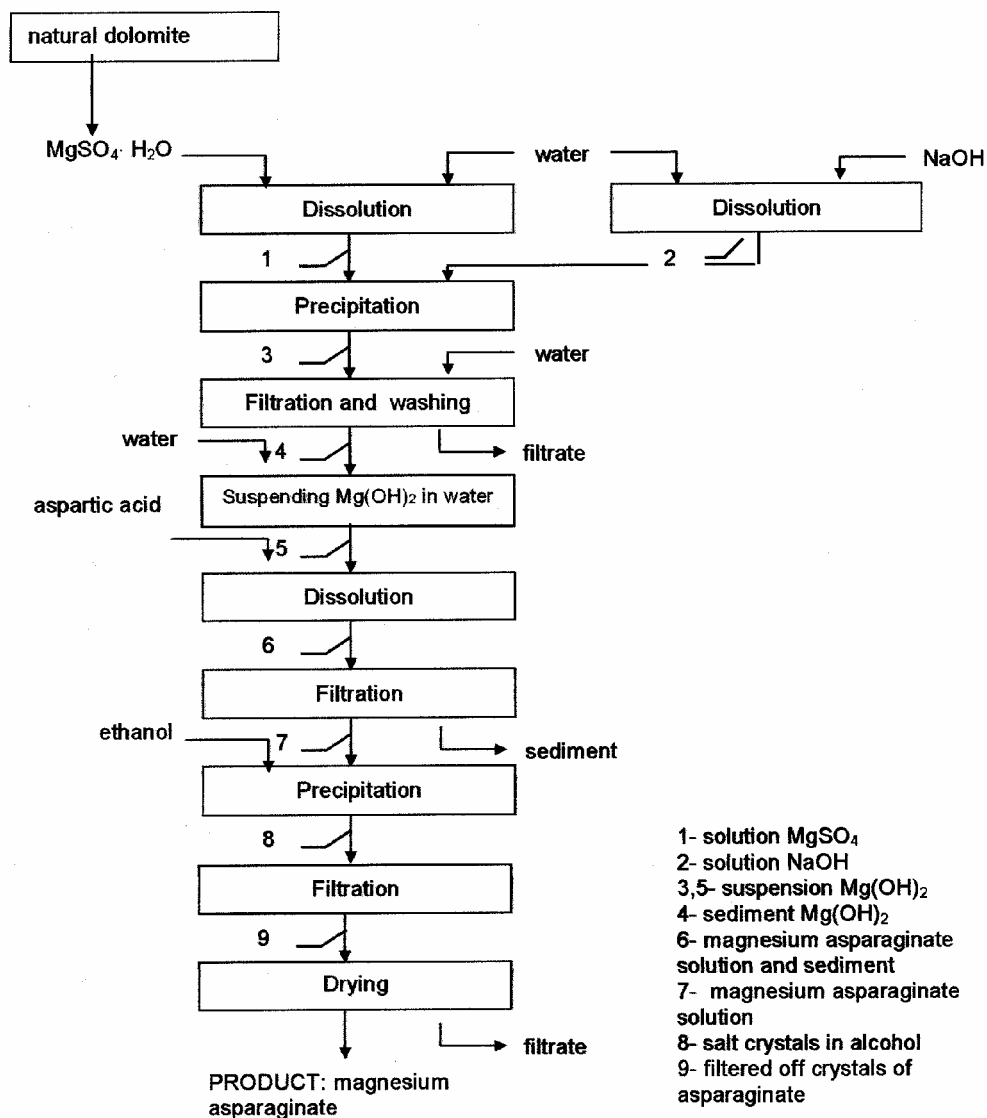 natural dolomite
MgSO₄· H₂O
water
NaOH
Dissolution
Dissolution
1
2
Precipitation
3
water
Filtration and washing
water
4
filtrate
Suspending Mg(OH)₂ in water
aspartic acid
5
Dissolution
6
Filtration
ethanol
7
sediment
Precipitation
8
Filtration
9
Drying
filtrate
PRODUCT: magnesium
asparaginate
1- solution MgSO₄
2- solution NaOH
3,5- suspension Mg(OH)₂
4- sediment Mg(OH)₂
6- magnesium asparaginate
solution and sediment
7- magnesium asparaginate
solution
8- salt crystals in alcohol
9- filtered off crystals of
asparaginate